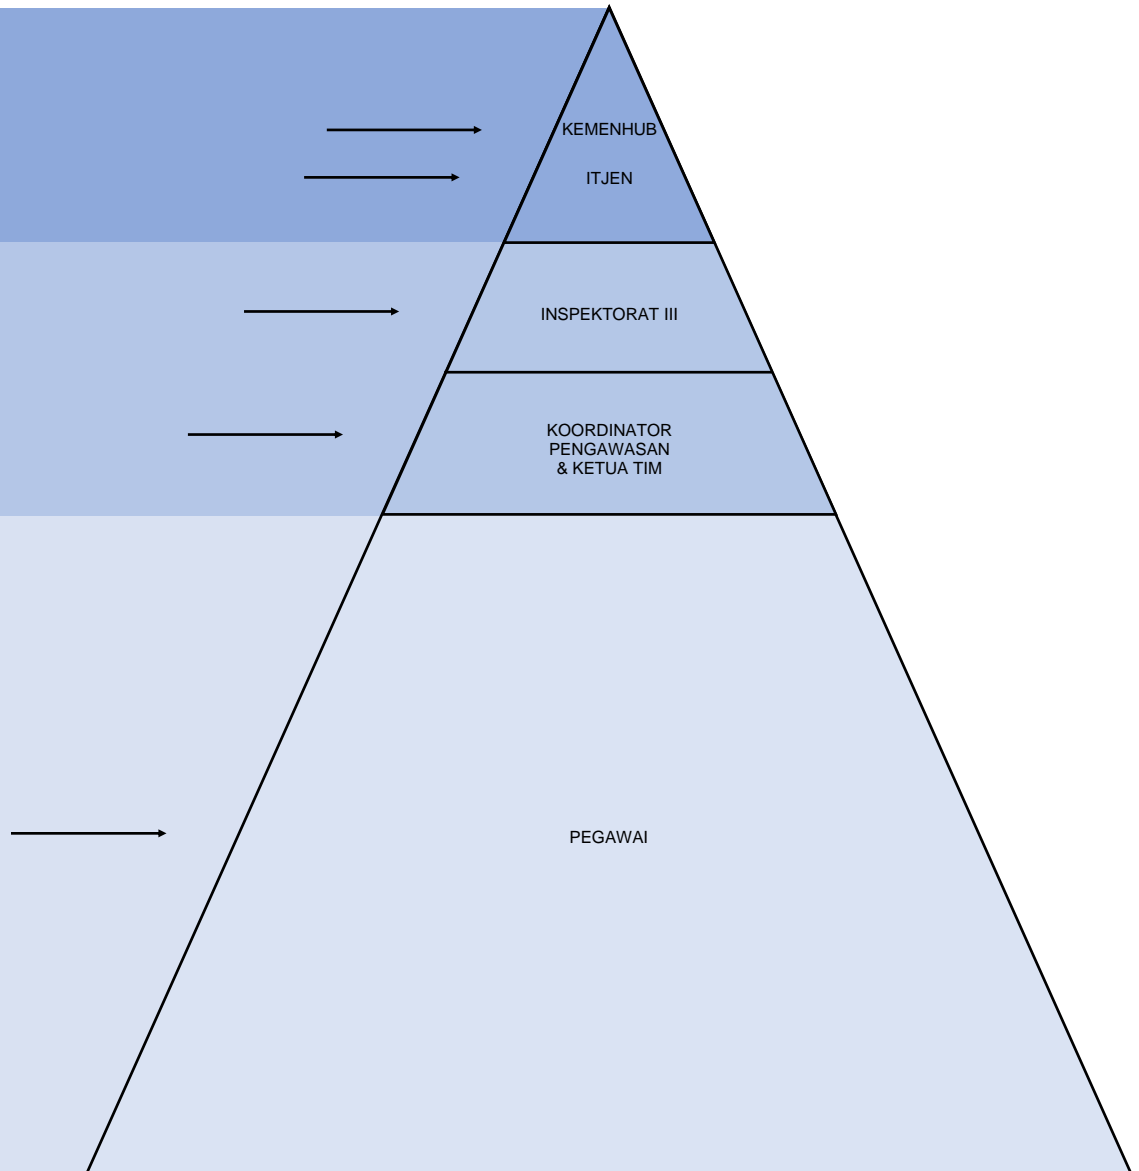 KEMENHUB
ITJEN
INSPEKTORAT III
KOORDINATOR
PENGAWASAN
& KETUA TIM
PEGAWAI